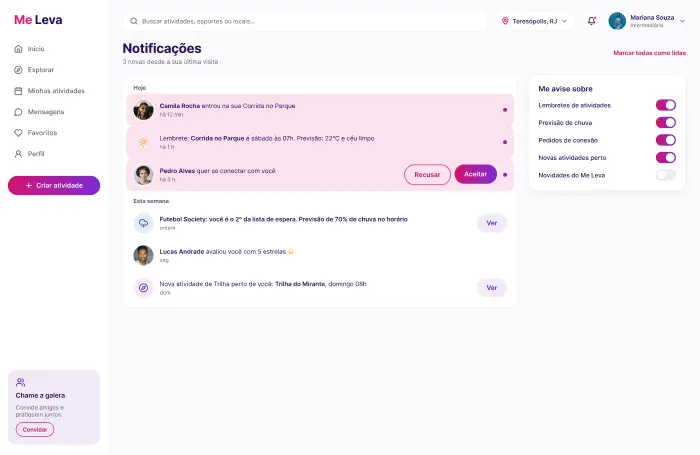 Me Leva
Buscar atividades, esportes ou locais...
Teresópolis, RJ
Mariana Souza
Intermediária
Início
Explorar
Minhas atividades
Mensagens
Favoritos
Perfil
Criar atividade
Notificações
3 novas desde a sua última visita
Marcar todas como lidas
Hoje
Camila Rocha entrou na sua Corrida no Parque
há 12 min
Lembrete: Corrida no Parque é sábado às 07h. Previsão: 22°C e céu limpo
há 1 h
Pedro Alves quer se conectar com você
há 3 h
Recusar
Aceitar
Esta semana
Futebol Society: você é o 2º da lista de espera. Previsão de 70% de chuva no horário
ontem
Ver
Lucas Andrade avaliou você com 5 estrelas
seg
Nova atividade de Trilha perto de você: Trilha do Mirante, domingo 08h
dom
Ver
Me avise sobre
Lembretes de atividades
Previsão de chuva
Pedidos de conexão
Novas atividades perto
Novidades do Me Leva
Chame a galera
Convide amigos e
pratiquem juntos.
Convidar